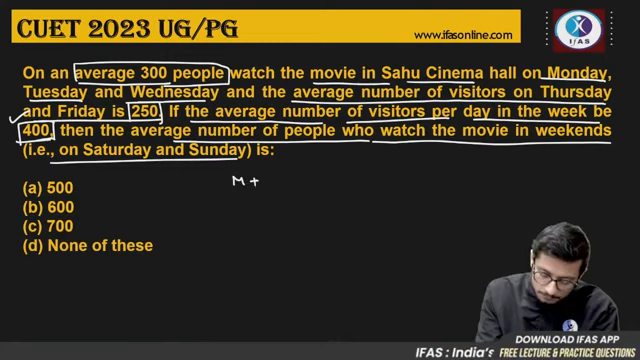 CUET 2023 UG/PG
www.ifasonline.com
IFAS
On an average 300 people watch the movie in Sahu Cinema hall on Monday,
Tuesday and Wednesday and the average number of visitors on Thursday
and Friday is 250. If the average number of visitors per day in the week be
400, then the average number of people who watch the movie in weekends
(i.e., on Saturday and Sunday) is:
(a) 500
(b) 600
(c) 700
(d) None of these
M +
DOWNLOAD IFAS APP
IFAS : India's FREE LECTURE & PRACTICE QUESTIONS